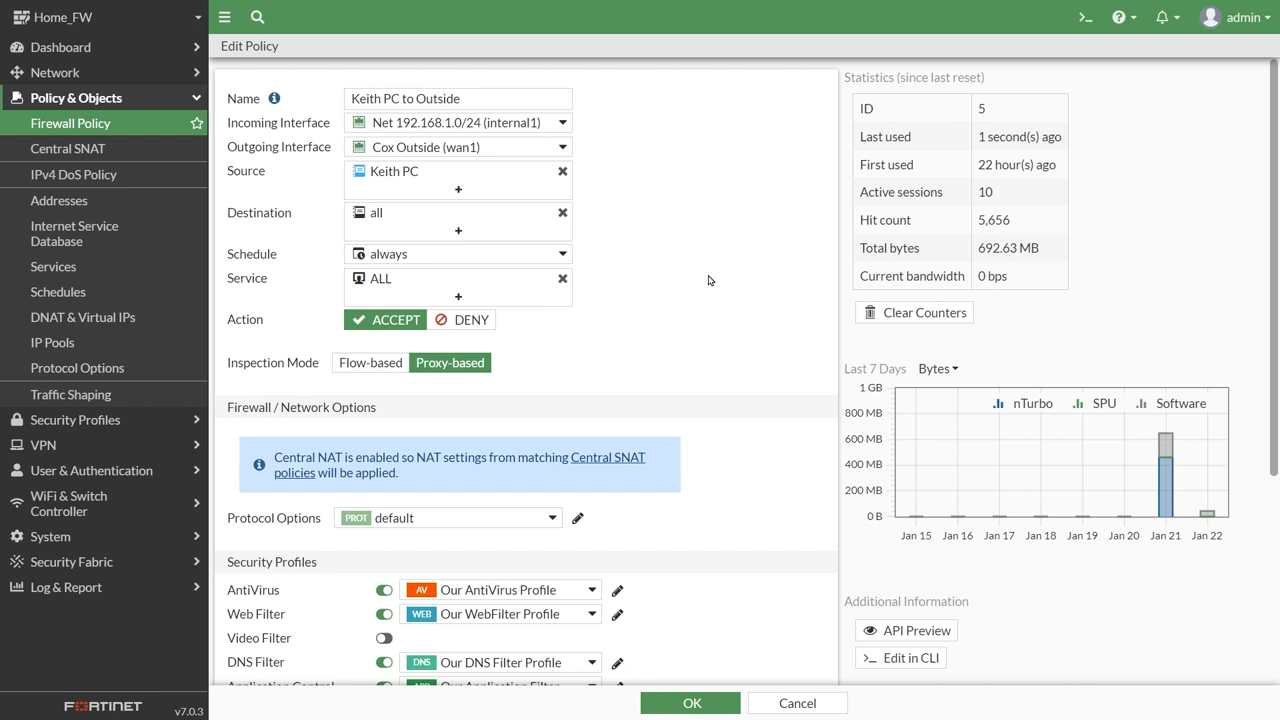 Home_FW
admin
Dashboard
Network
Policy & Objects
Firewall Policy
Central SNAT
IPv4 DoS Policy
Addresses
Internet Service
Database
Services
Schedules
DNAT & Virtual IPs
IP Pools
Protocol Options
Traffic Shaping
Security Profiles
VPN
User & Authentication
WiFi & Switch
Controller
System
Security Fabric
Log & Report
FORTINET
v7.0.3
Edit Policy
Name
Keith PC to Outside
Incoming Interface
Net 192.168.1.0/24 (internal1)
Outgoing Interface
Cox Outside (wan1)
Source
Keith PC
+
Destination
all
+
Schedule
always
Service
ALL
+
Action
ACCEPT
DENY
Inspection Mode
Flow-based
Proxy-based
Firewall / Network Options
Central NAT is enabled so NAT settings from matching Central SNAT
policies will be applied.
Protocol Options
PROT
default
Security Profiles
AntiVirus
AV
Our AntiVirus Profile
Web Filter
WEB
Our WebFilter Profile
Video Filter
DNS Filter
DNS
Our DNS Filter Profile
Application Control
APP
Our Application Filter
OK
Cancel
Statistics (since last reset)
ID
5
Last used
1 second(s) ago
First used
22 hour(s) ago
Active sessions
10
Hit count
5,656
Total bytes
692.63 MB
Current bandwidth
0 bps
Clear Counters
Last 7 Days
Bytes
nTurbo
SPU
Software
1 GB
800 MB
600 MB
400 MB
200 MB
0 B
Jan 15
Jan 16
Jan 17
Jan 18
Jan 19
Jan 20
Jan 21
Jan 22
Additional Information
API Preview
Edit in CLI